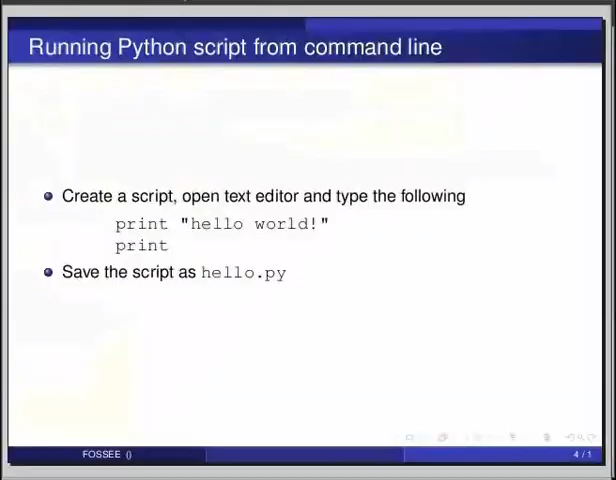 Running Python script from command line
Create a script, open text editor and type the following
print "hello world!"
print
Save the script as hello.py
FOSSEE ()
4 / 1